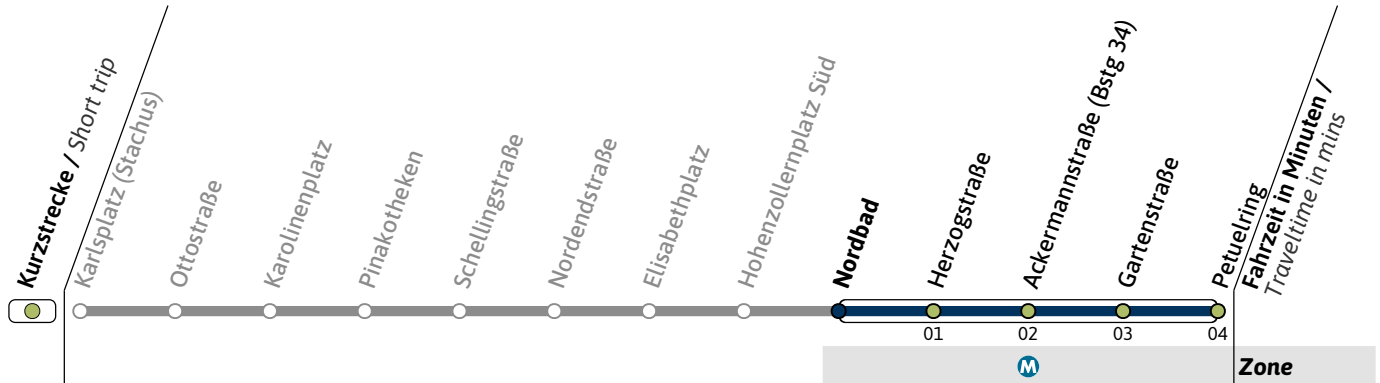 Kurzstrecke / Short trip
Karlsplatz (Stachus)
Ottostraße
Karolinenplatz
Pinakotheken
Schellingstraße
Nordendstraße
Elisabethplatz
Hohenzollernplatz Süd
Nordbad
Herzogstraße
Ackermannstraße (Bstg 34)
Gartenstraße
Petuelring
Fahrzeit in Minuten /
Traveltime in mins
01
02
03
04
M
Zone